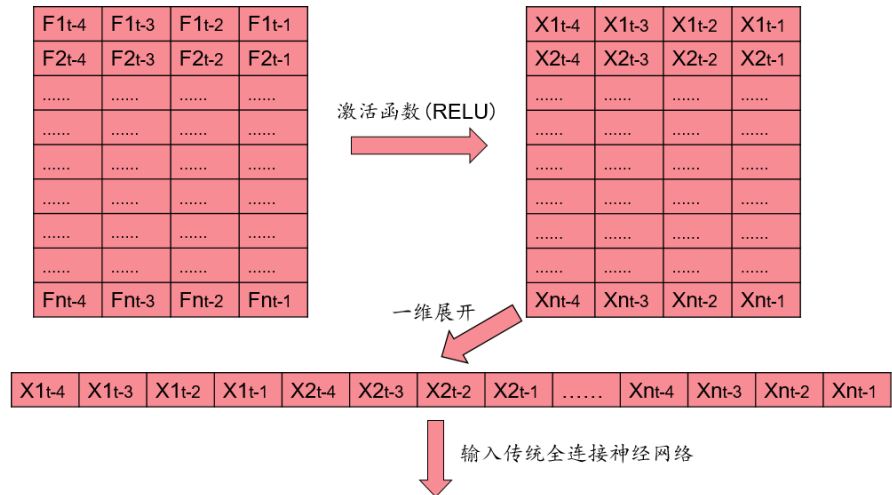 F1t-4 F1t-3 F1t-2 F1t-1
F2t-4 F2t-3 F2t-2 F2t-1
...... ...... ...... ......
...... ...... ...... ......
...... ...... ...... ......
...... ...... ...... ......
...... ...... ...... ......
...... ...... ...... ......
Fnt-4 Fnt-3 Fnt-2 Fnt-1
激活函数(RELU)
X1t-4 X1t-3 X1t-2 X1t-1
X2t-4 X2t-3 X2t-2 X2t-1
...... ...... ...... ......
...... ...... ...... ......
...... ...... ...... ......
...... ...... ...... ......
...... ...... ...... ......
...... ...... ...... ......
Xnt-4 Xnt-3 Xnt-2 Xnt-1
一维展开
X1t-4 X1t-3 X1t-2 X1t-1 X2t-4 X2t-3 X2t-2 X2t-1 ...... Xnt-4 Xnt-3 Xnt-2 Xnt-1
输入传统全连接神经网络